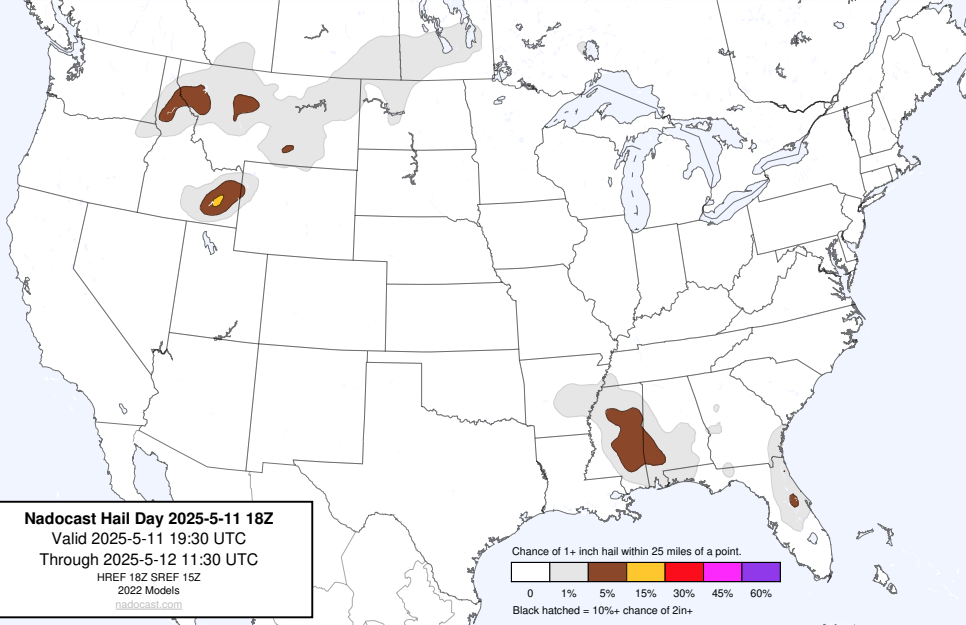 Nadocast Hail Day 2025-5-11 18Z
Valid 2025-5-11 19:30 UTC
Through 2025-5-12 11:30 UTC
HREF 18Z SREF 15Z
2022 Models
nadocast.com
Chance of 1+ inch hail within 25 miles of a point.
0 1% 5% 15% 30% 45% 60%
Black hatched = 10%+ chance of 2in+